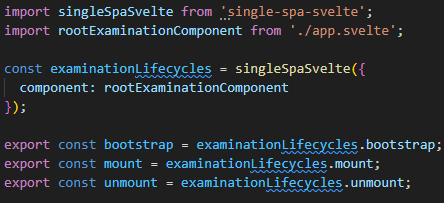 import singleSpaSvelte from 'single-spa-svelte';
import rootExaminationComponent from './app.svelte';
const examinationLifecycles = singleSpaSvelte({
component: rootExaminationComponent
});
export const bootstrap = examinationLifecycles.bootstrap;
export const mount = examinationLifecycles.mount;
export const unmount = examinationLifecycles.unmount;